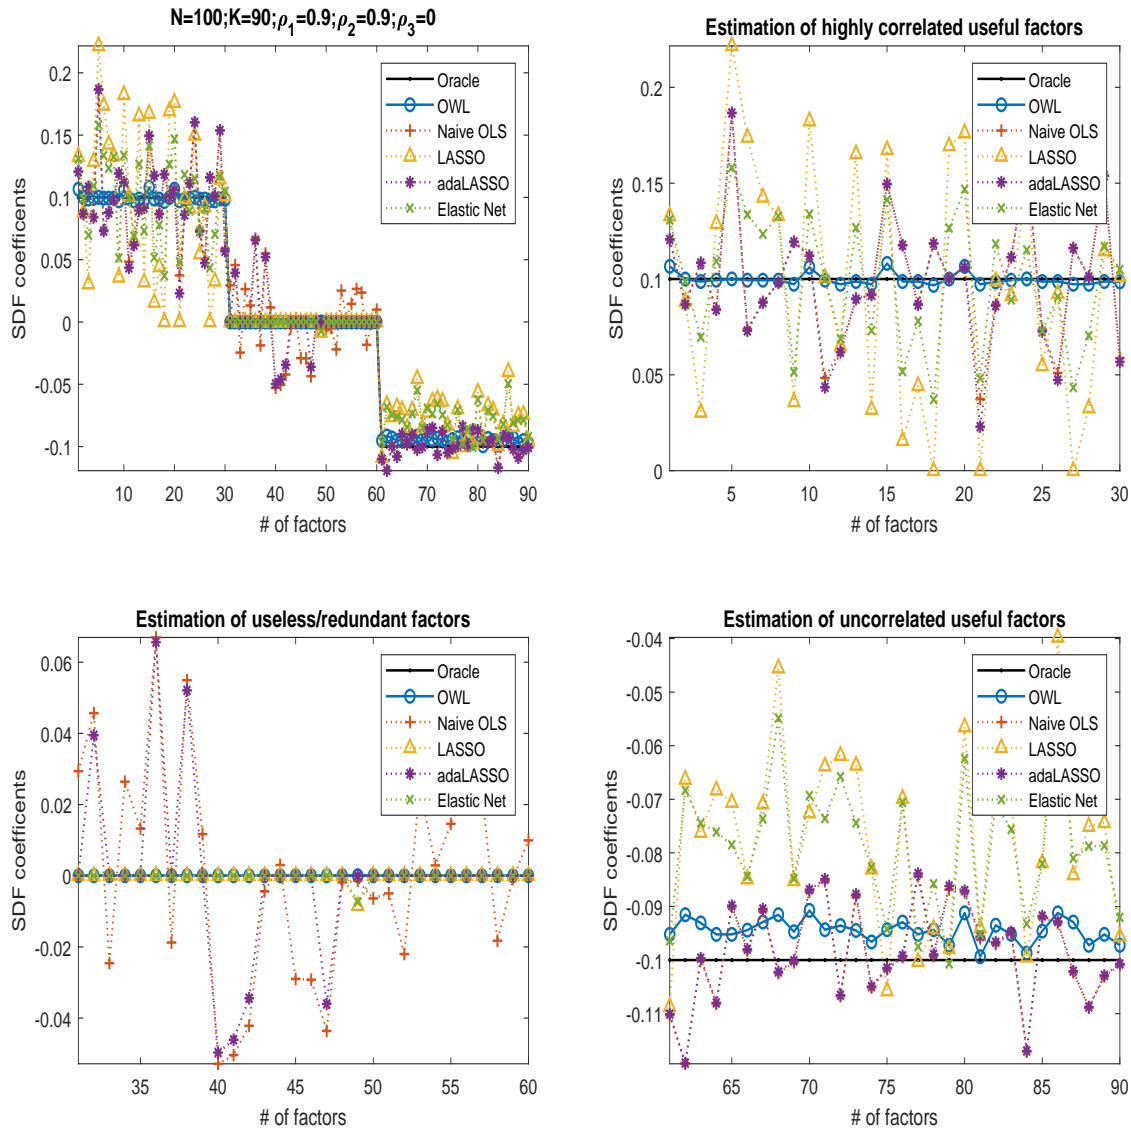 N=100;K=90;ρ1=0.9;ρ2=0.9;ρ3=0
SDF coefficents
0.2
0.15
0.1
0.05
0
-0.05
-0.1
10 20 30 40 50 60 70 80 90
# of factors
Oracle
OWL
Naive OLS
LASSO
adaLASSO
Elastic Net
Estimation of highly correlated useful factors
SDF coefficents
0.2
0.15
0.1
0.05
0
5 10 15 20 25 30
# of factors
Oracle
OWL
Naive OLS
LASSO
adaLASSO
Elastic Net
Estimation of useless/redundant factors
SDF coefficents
0.06
0.04
0.02
0
-0.02
-0.04
35 40 45 50 55 60
# of factors
Oracle
OWL
Naive OLS
LASSO
adaLASSO
Elastic Net
Estimation of uncorrelated useful factors
SDF coefficents
-0.04
-0.05
-0.06
-0.07
-0.08
-0.09
-0.1
-0.11
65 70 75 80 85 90
# of factors
Oracle
OWL
Naive OLS
LASSO
adaLASSO
Elastic Net